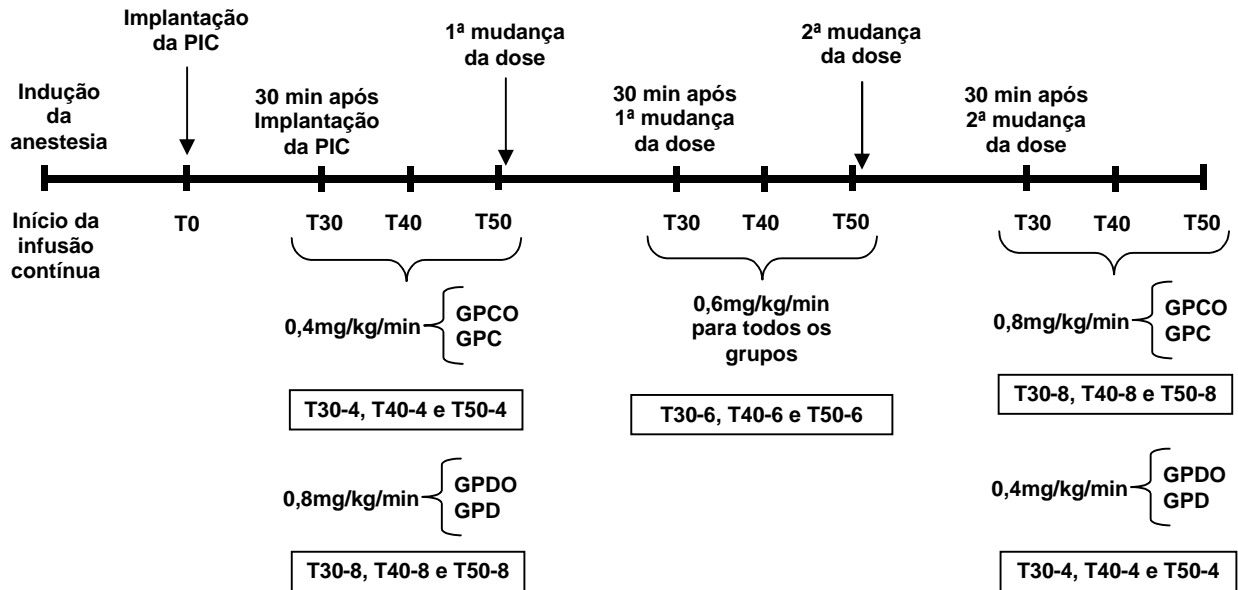 Implantação
da PIC
1ª mudança
da dose
2ª mudança
da dose
Indução
da
anestesia
30 min após
Implantação
da PIC
30 min após
1ª mudança
da dose
30 min após
2ª mudança
da dose
Início da
infusão
contínua
T0
T30
T40
T50
T30
T40
T50
T30
T40
T50
0,4mg/kg/min
GPCO
GPC
T30-4, T40-4 e T50-4
0,8mg/kg/min
GPDO
GPD
T30-8, T40-8 e T50-8
0,6mg/kg/min
para todos os
grupos
T30-6, T40-6 e T50-6
0,8mg/kg/min
GPCO
GPC
T30-8, T40-8 e T50-8
0,4mg/kg/min
GPDO
GPD
T30-4, T40-4 e T50-4